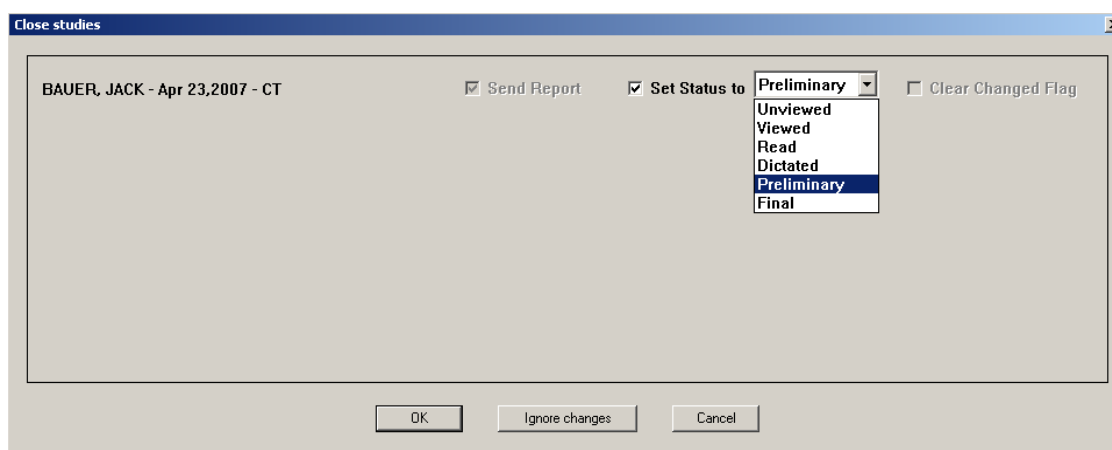 Close studies
BAUER, JACK - Apr 23,2007 - CT
Send Report
Set Status to
Preliminary
Clear Changed Flag
Unviewed
Viewed
Read
Dictated
Preliminary
Final
OK
Ignore changes
Cancel